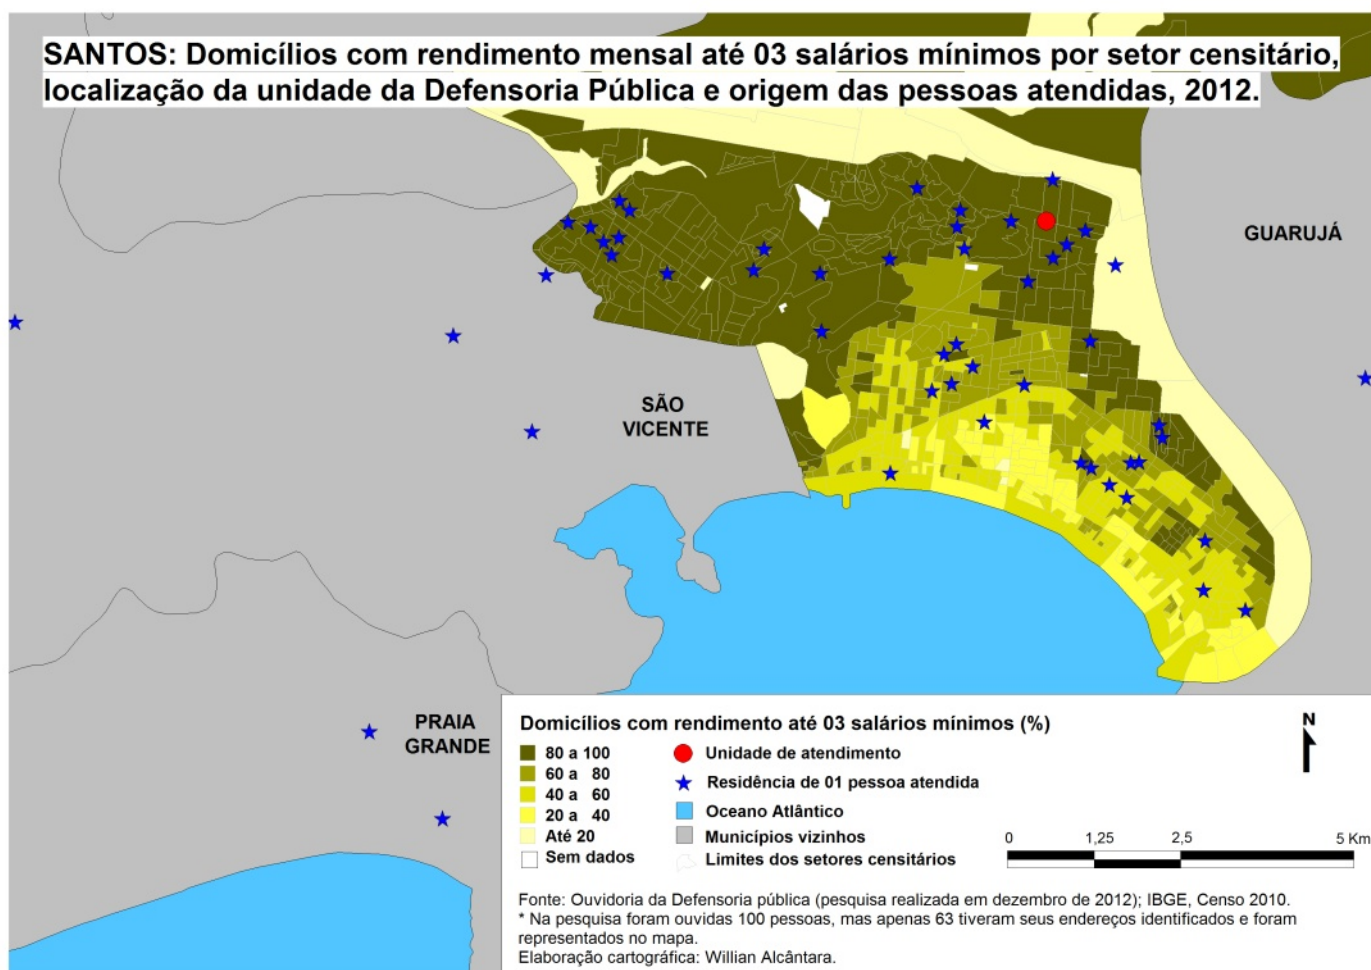 SANTOS: Domicílios com rendimento mensal até 03 salários mínimos por setor censitário,
localização da unidade da Defensoria Pública e origem das pessoas atendidas, 2012.
GUARUJÁ
SÃO
VICENTE
PRAIA
GRANDE
Domicílios com rendimento até 03 salários mínimos (%)
80 a 100
60 a 80
40 a 60
20 a 40
Até 20
Sem dados
Unidade de atendimento
Residência de 01 pessoa atendida
Oceano Atlântico
Municípios vizinhos
Limites dos setores censitários
N
0 1,25 2,5 5 Km
Fonte: Ouvidoria da Defensoria pública (pesquisa realizada em dezembro de 2012); IBGE, Censo 2010.
* Na pesquisa foram ouvidas 100 pessoas, mas apenas 63 tiveram seus endereços identificados e foram
representados no mapa.
Elaboração cartográfica: Willian Alcântara.